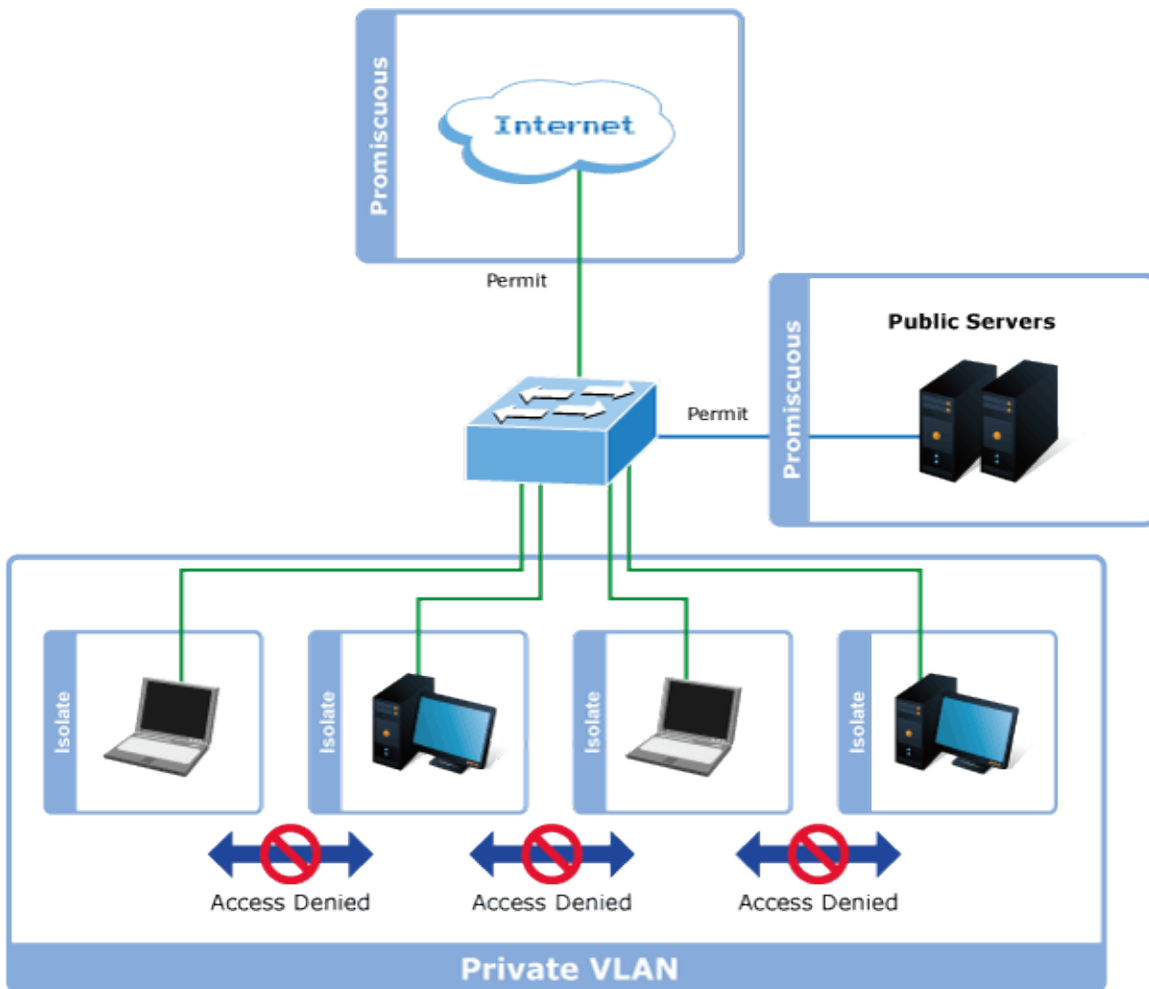 Promiscuous
Internet
Permit
Promiscuous
Public Servers
Permit
Isolate
Isolate
Isolate
Isolate
Access Denied
Access Denied
Access Denied
Private VLAN